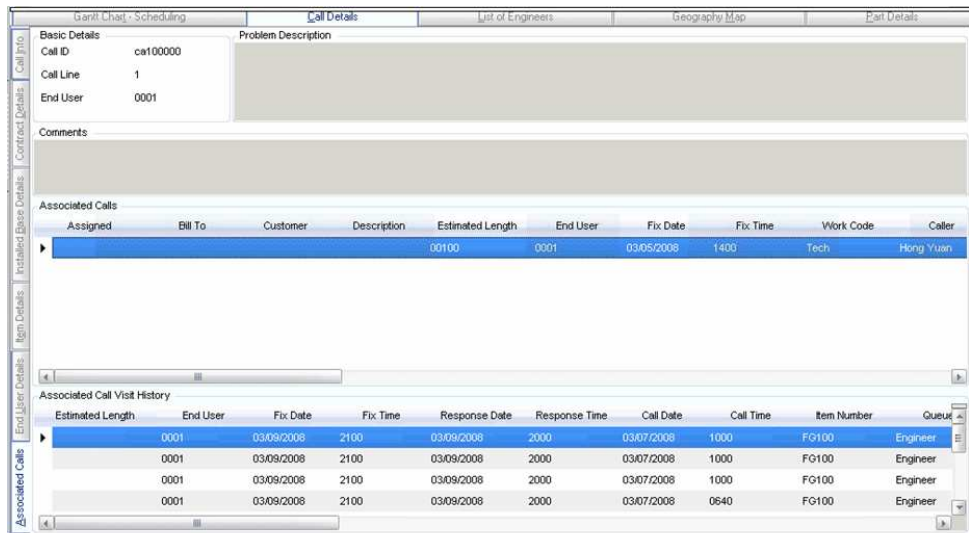 Gantt Chart - Scheduling Call Details List of Engineers Geography Map Part Details
Call Info
Contract Details
Installed Base Details
Item Details
End User Details
Associated Calls
Basic Details
Call ID ca100000
Call Line 1
End User 0001
Problem Description
Comments
Associated Calls
Assigned Bill To Customer Description Estimated Length End User Fix Date Fix Time Work Code Caller
00100 0001 03/05/2008 1400 Tech Hong Yuan
Associated Call Visit History
Estimated Length End User Fix Date Fix Time Response Date Response Time Call Date Call Time Item Number Queue
0001 03/09/2008 2100 03/09/2008 2000 03/07/2008 1000 FG100 Engineer
0001 03/09/2008 2100 03/09/2008 2000 03/07/2008 1000 FG100 Engineer
0001 03/09/2008 2100 03/09/2008 2000 03/07/2008 1000 FG100 Engineer
0001 03/09/2008 2100 03/09/2008 2000 03/07/2008 0640 FG100 Engineer